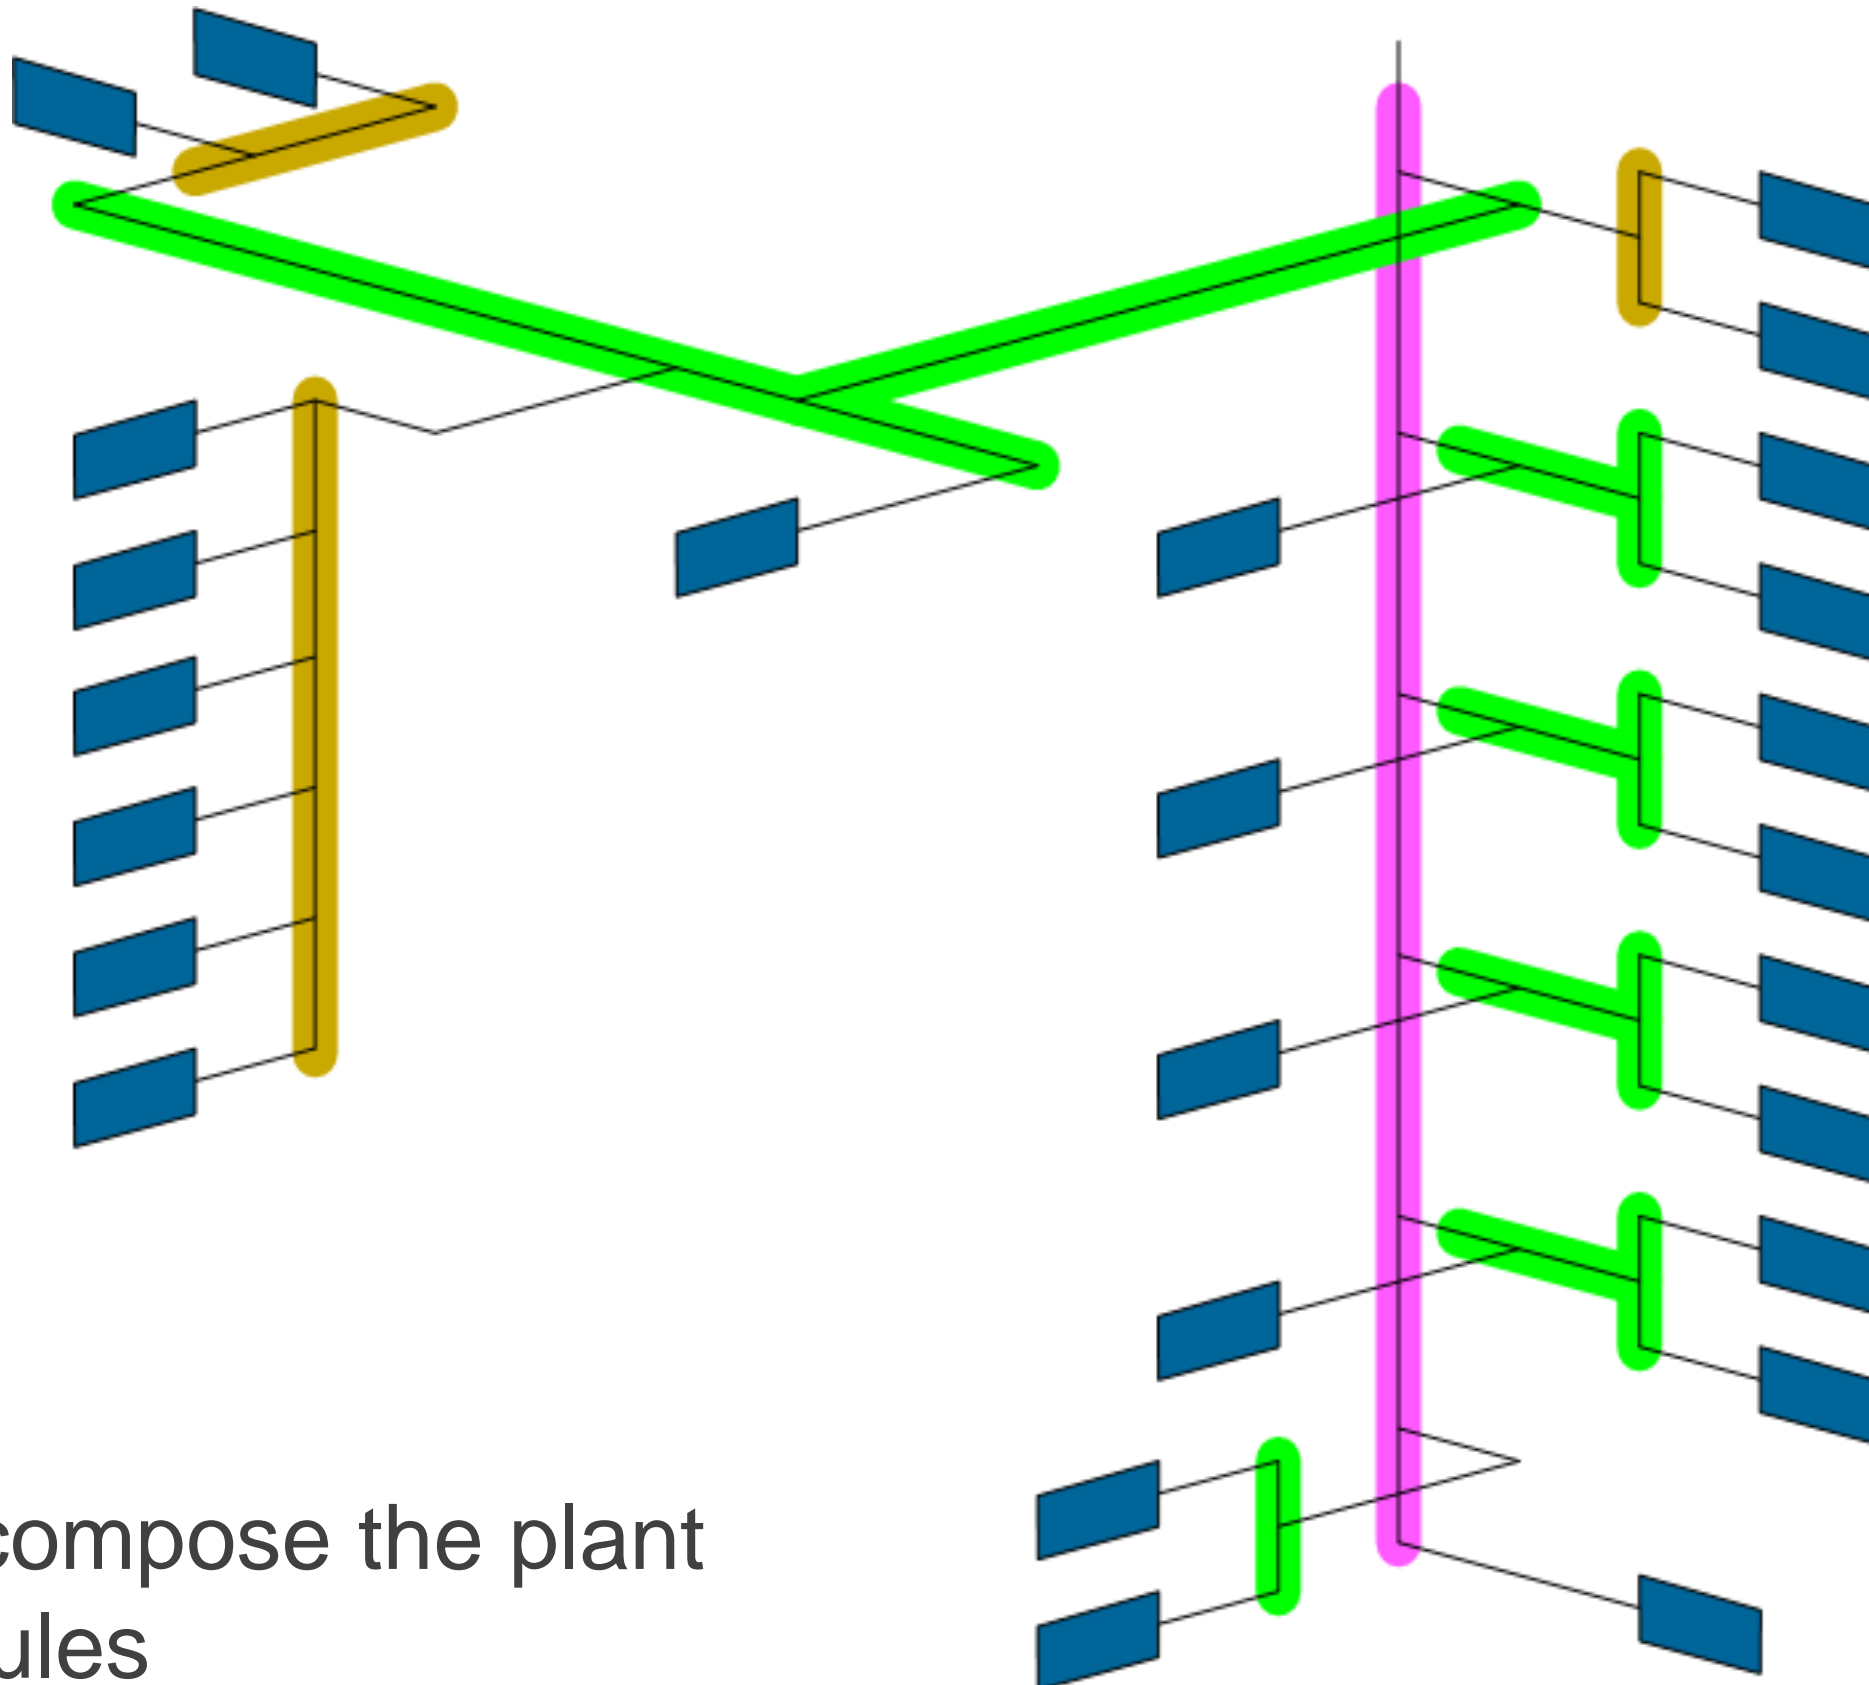 compose the plant
ules